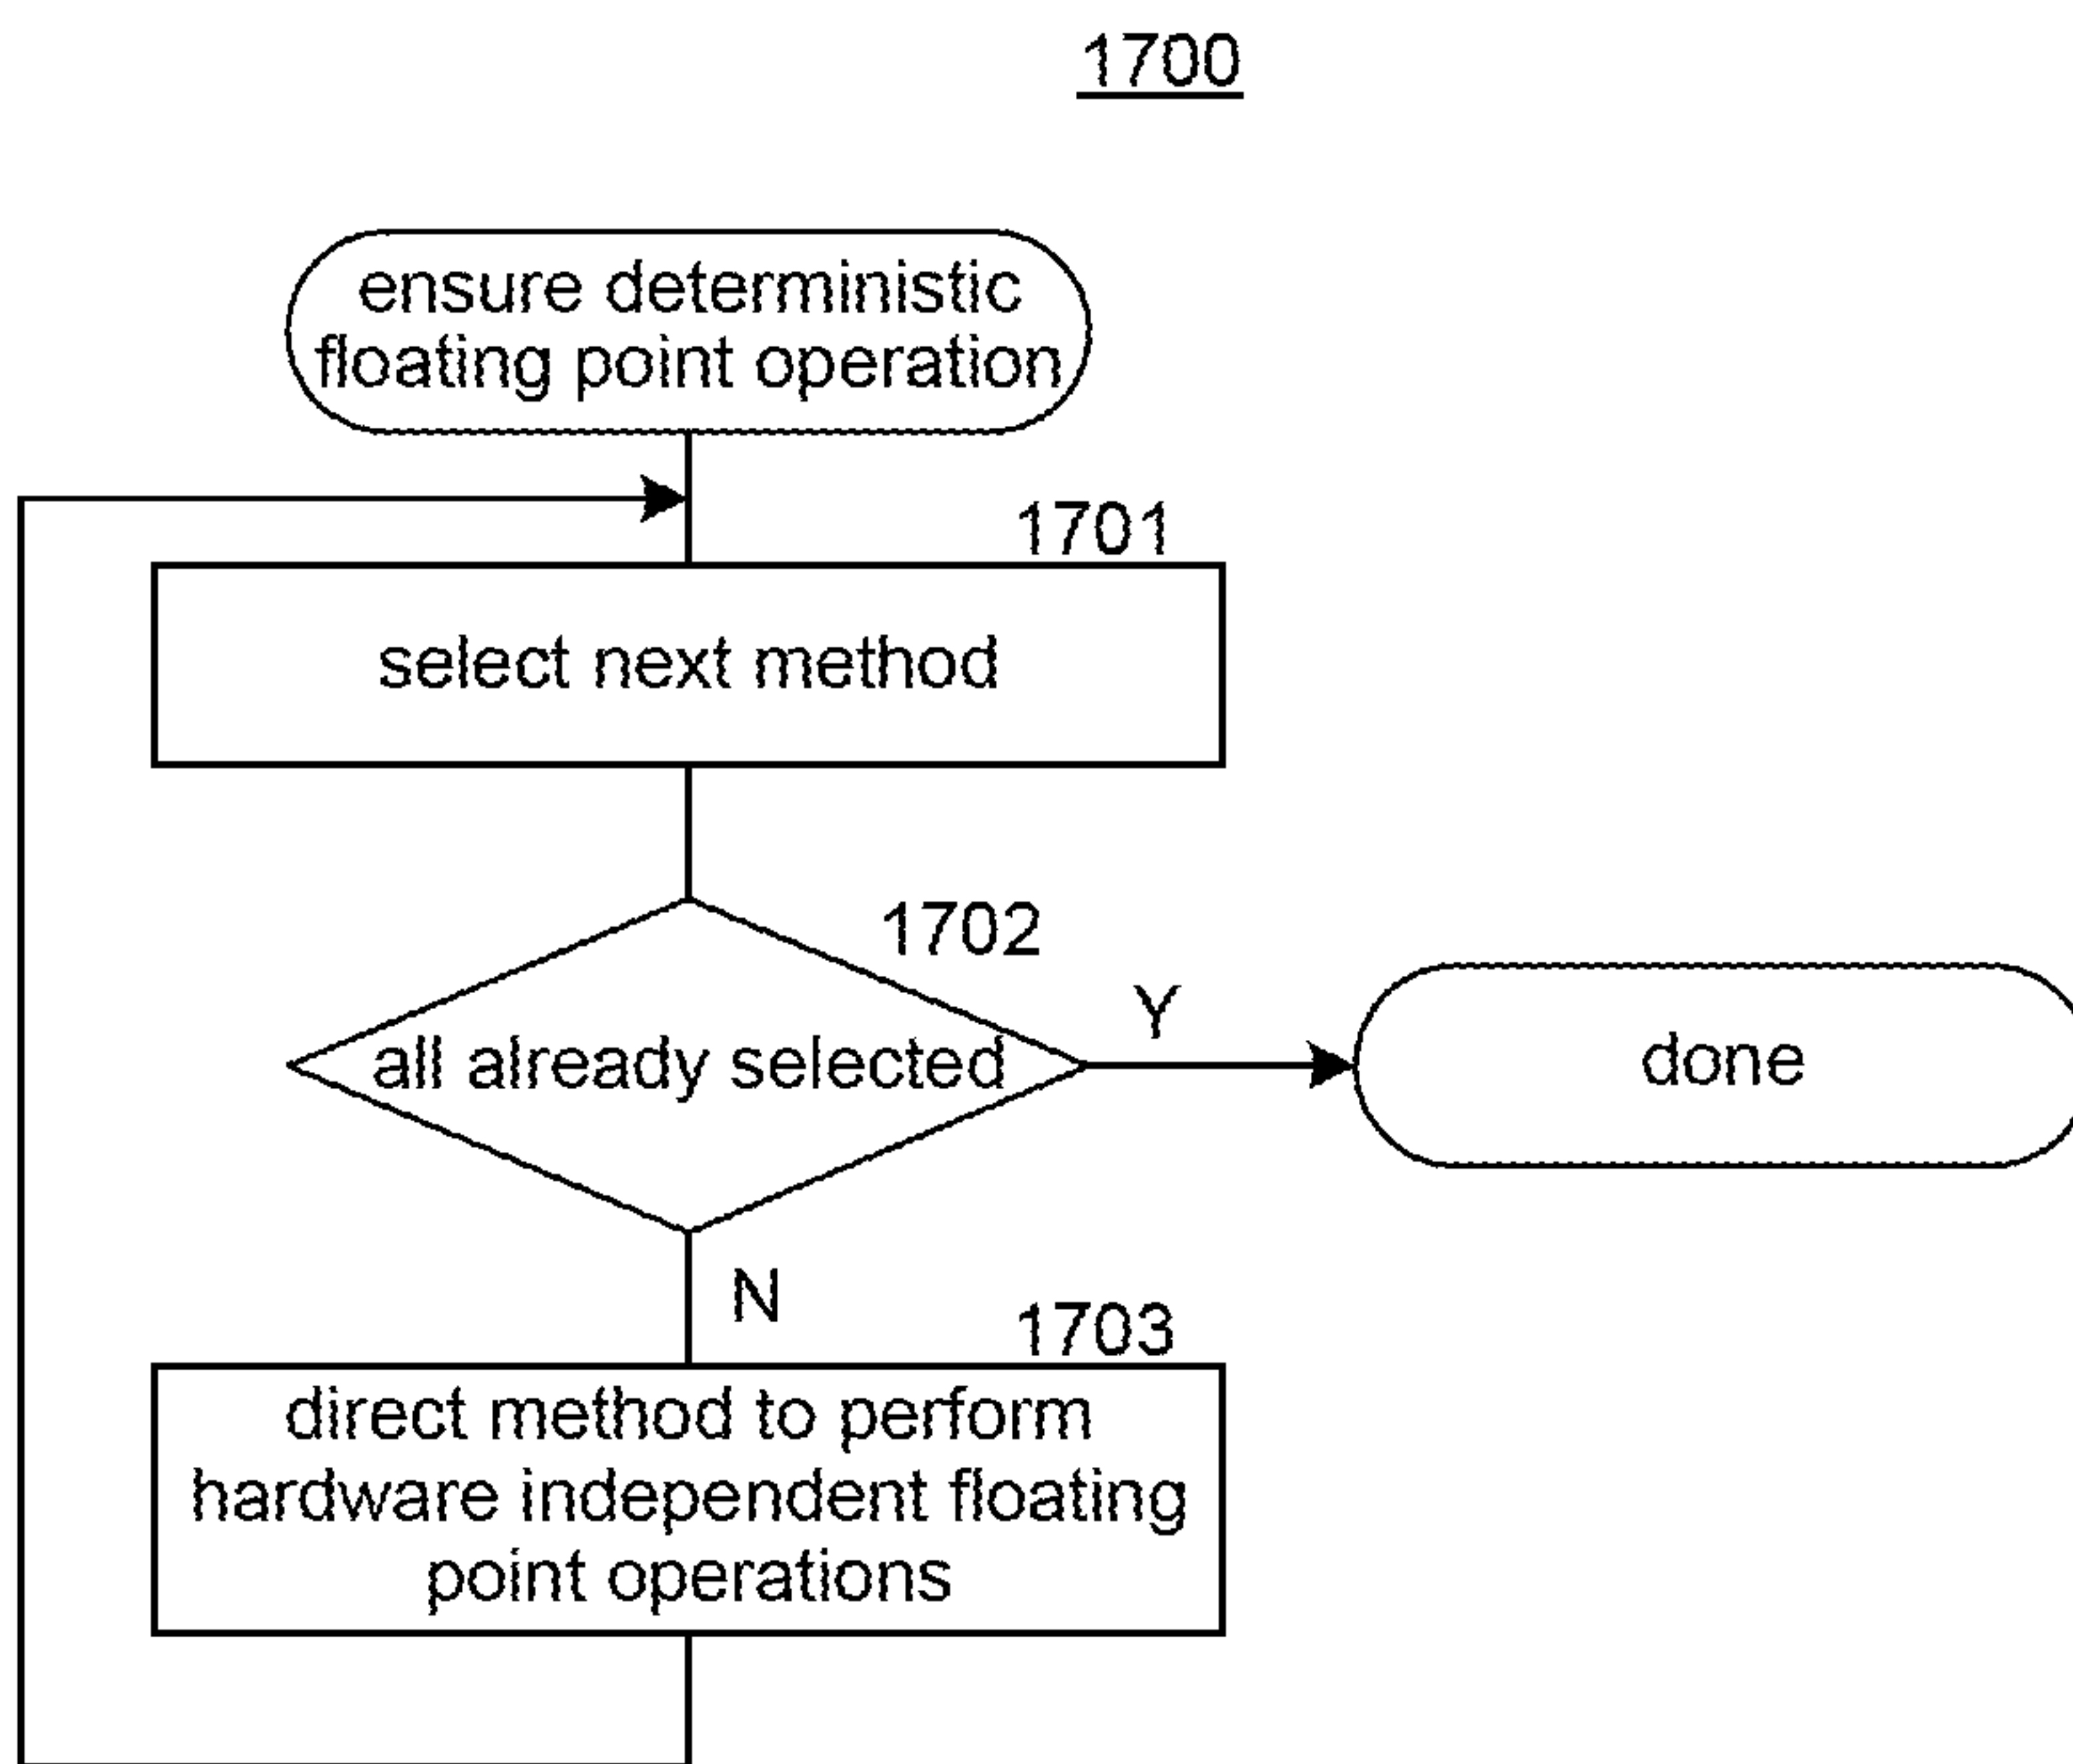 1700
ensure deterministic
floating point operation
1701
select next method
1702
all already selected
Y
done
N
1703
direct method to perform
hardware independent floating
point operations